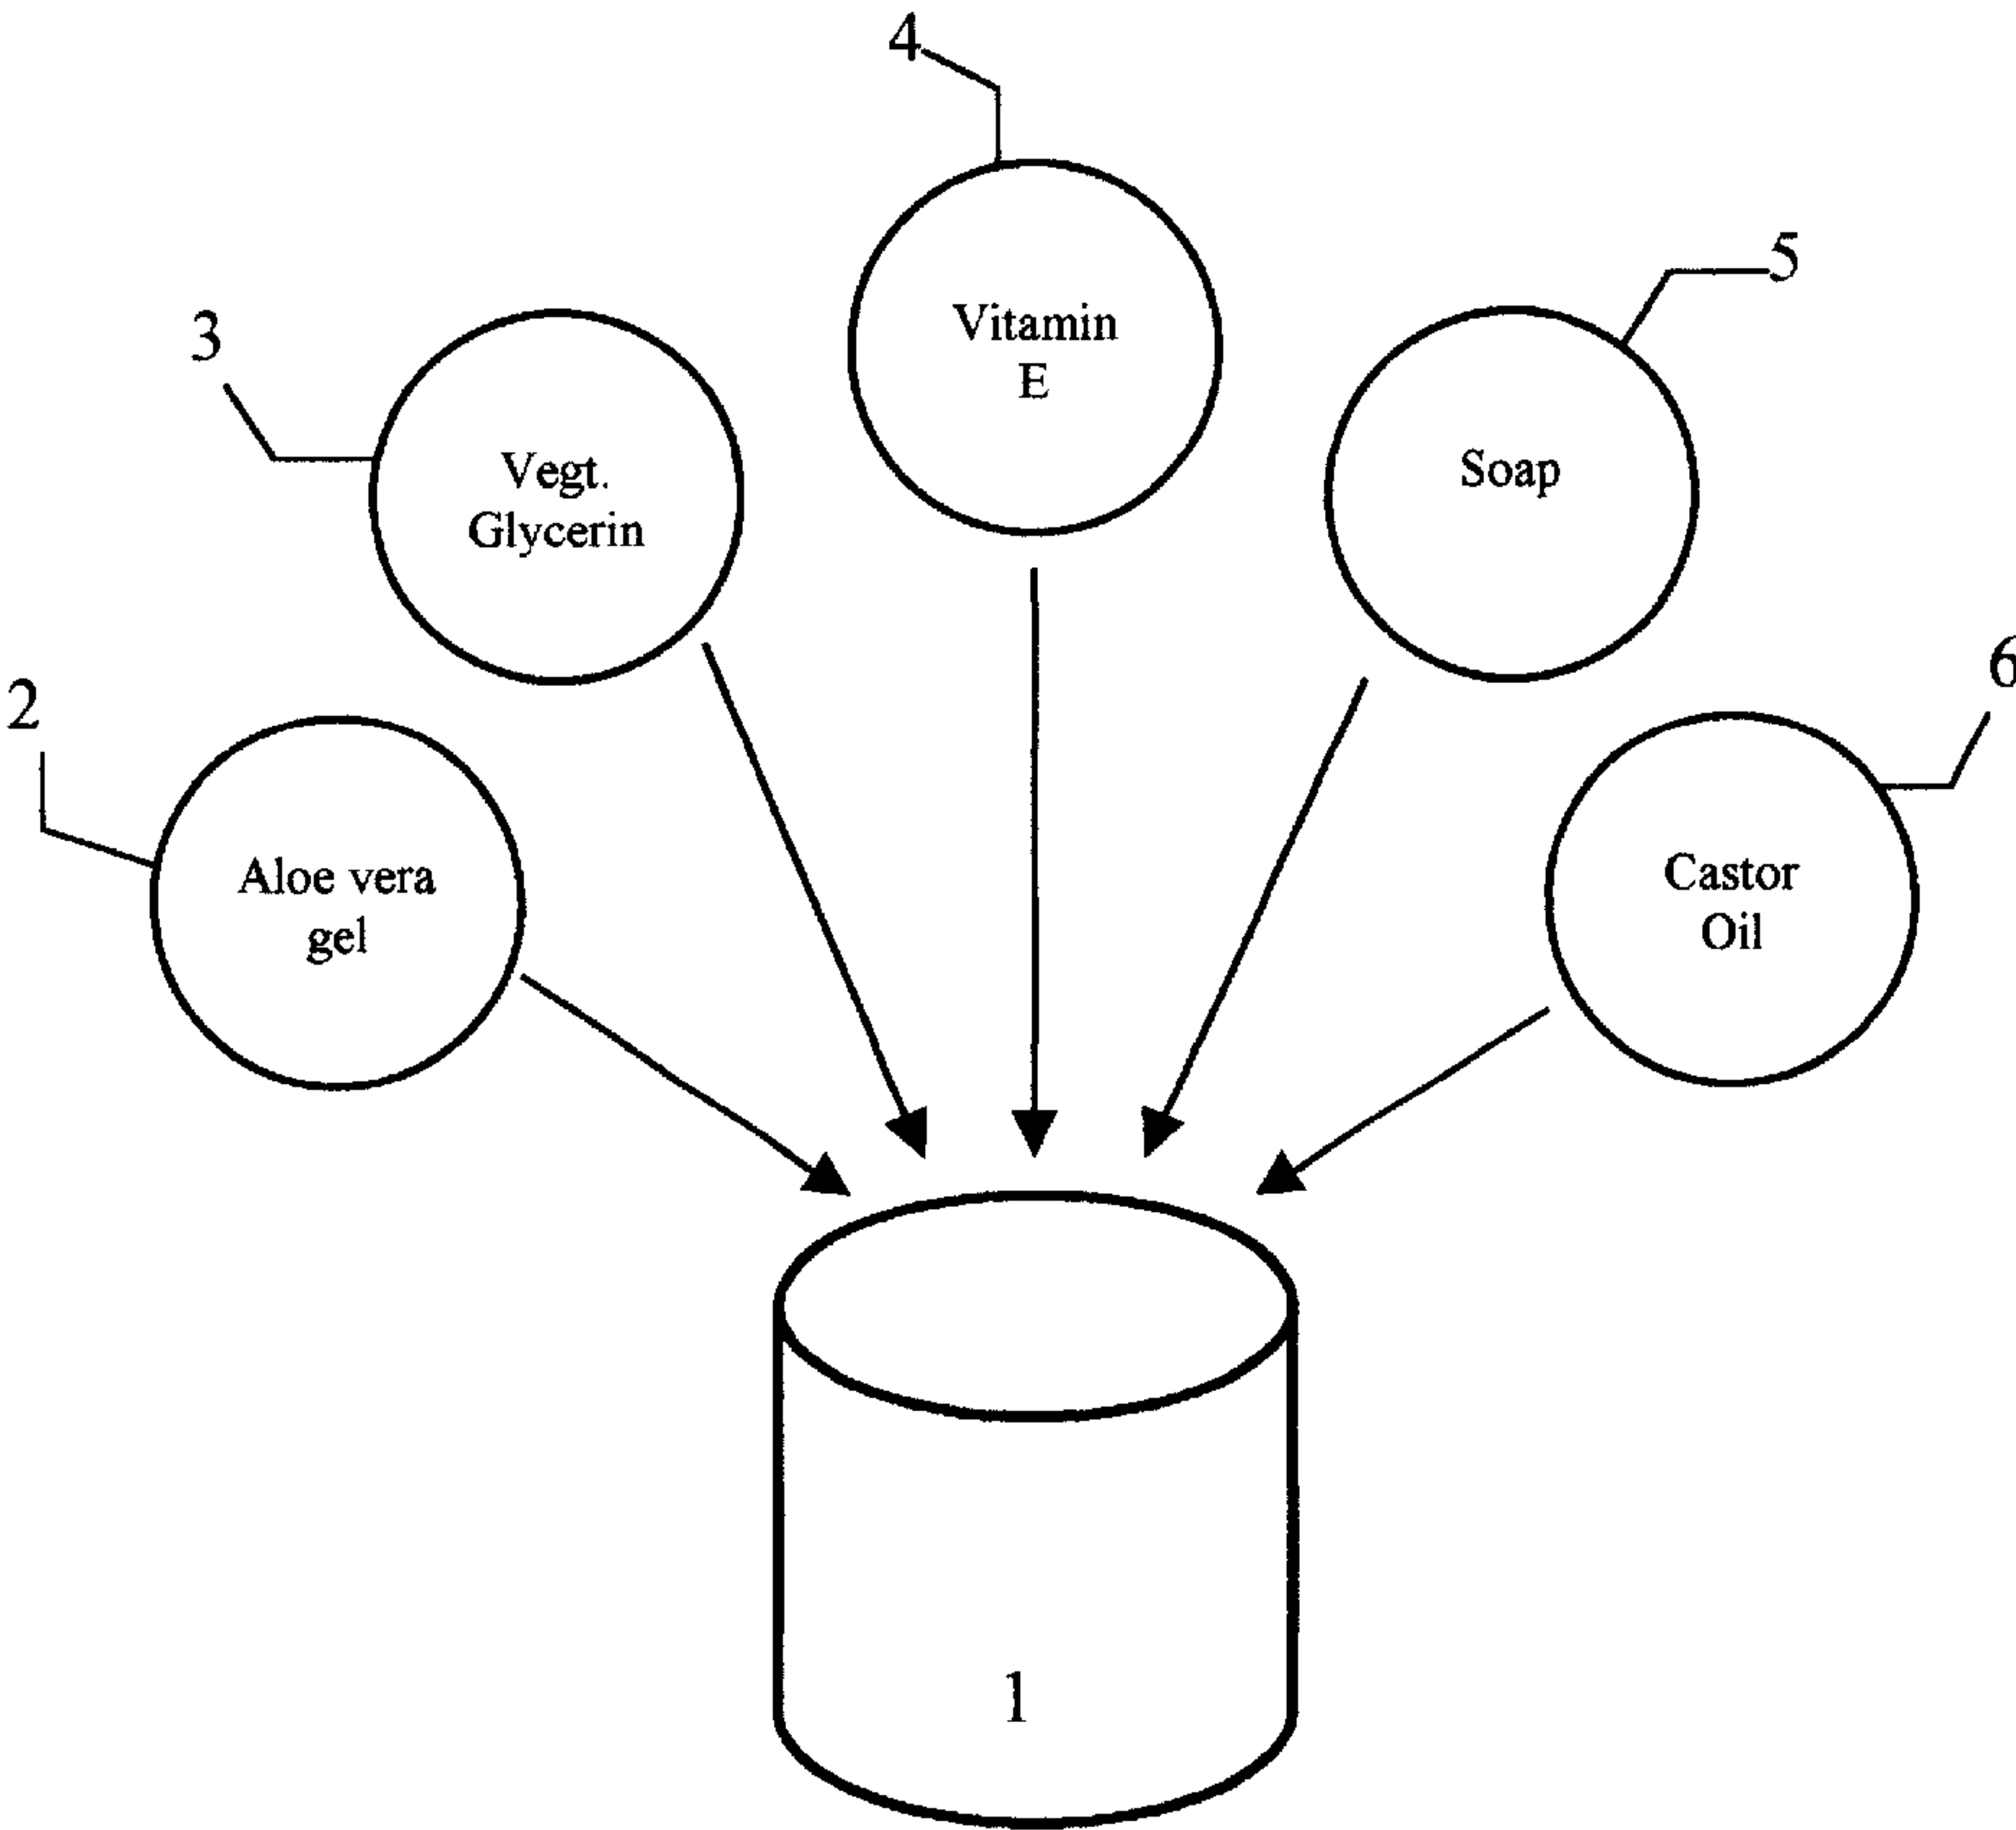 4
5
3
Vitamin
E
Vegt.
Glycerin
Soap
6
2
Aloe vera
gel
Castor
Oil
1